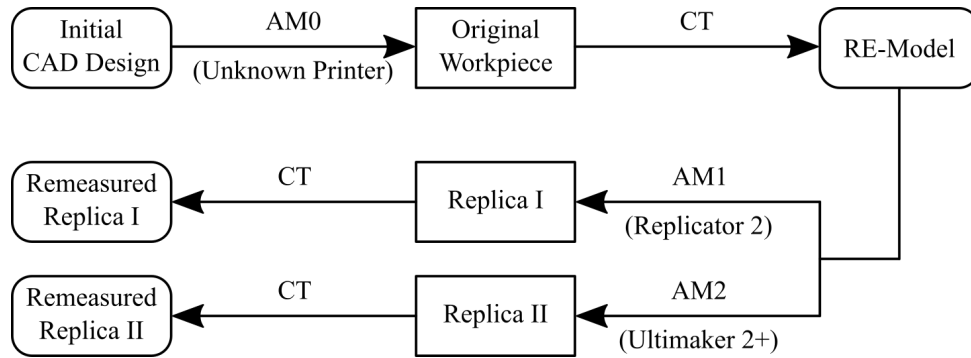 Initial
CAD Design
AM0
(Unknown Printer)
Original
Workpiece
CT
RE-Model
Remeasured
Replica I
CT
Replica I
AM1
(Replicator 2)
Remeasured
Replica II
CT
Replica II
AM2
(Ultimaker 2+)